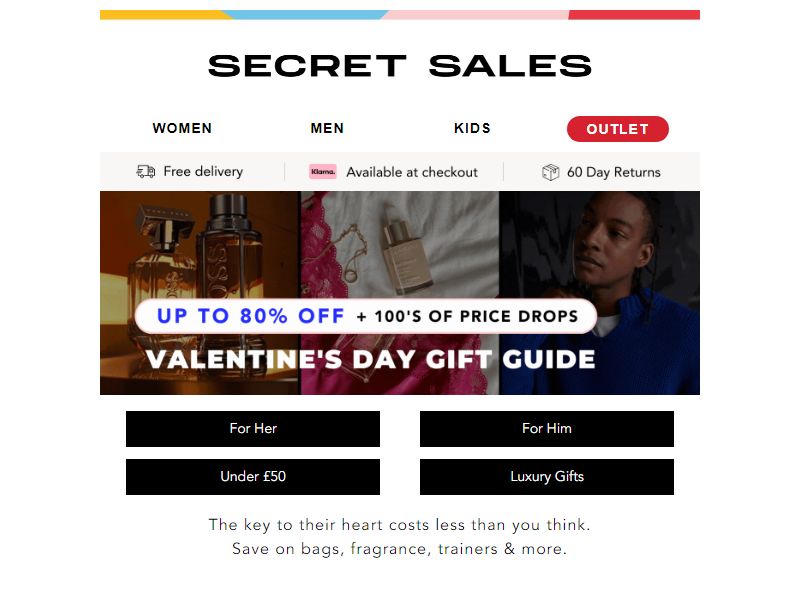 SECRET SALES
WOMEN MEN KIDS OUTLET
Free delivery Klarna. Available at checkout 60 Day Returns
BOSS
UP TO 80% OFF + 100'S OF PRICE DROPS
VALENTINE'S DAY GIFT GUIDE
For Her For Him
Under £50 Luxury Gifts
The key to their heart costs less than you think.
Save on bags, fragrance, trainers & more.